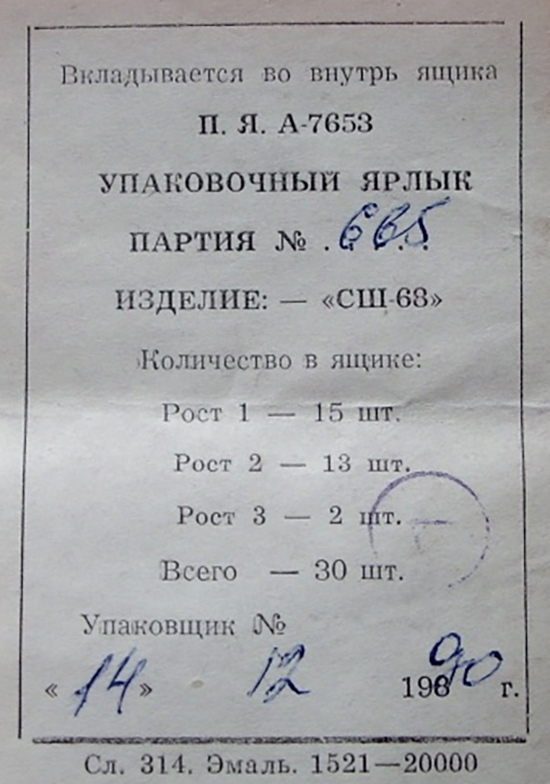 Вкладывается во внутрь ящика
П. Я. А-7653
УПАКОВОЧНЫЙ ЯРЛЫК
ПАРТИЯ № . 665
ИЗДЕЛИЕ: — «СШ-68»
Количество в ящике:
Рост 1 — 15 шт.
Рост 2 — 13 шт.
Рост 3 — 2 шт.
Всего — 30 шт.
Упаковщик №
« 14 » 12 1990 г.
Сл. 314. Эмаль. 1521—20000